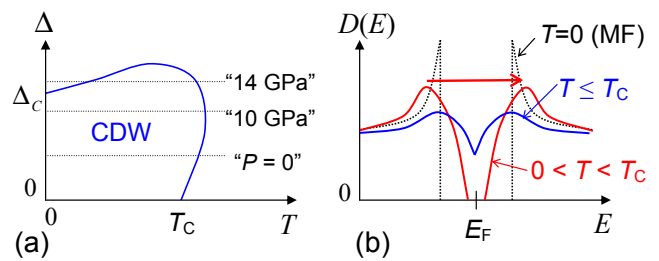 Δ
0
Δ_C
CDW
"14 GPa"
"10 GPa"
"P = 0"
0
T_C
T
(a)
D(E)
T=0 (MF)
T ≤ T_C
0 < T < T_C
0
E_F
E
(b)